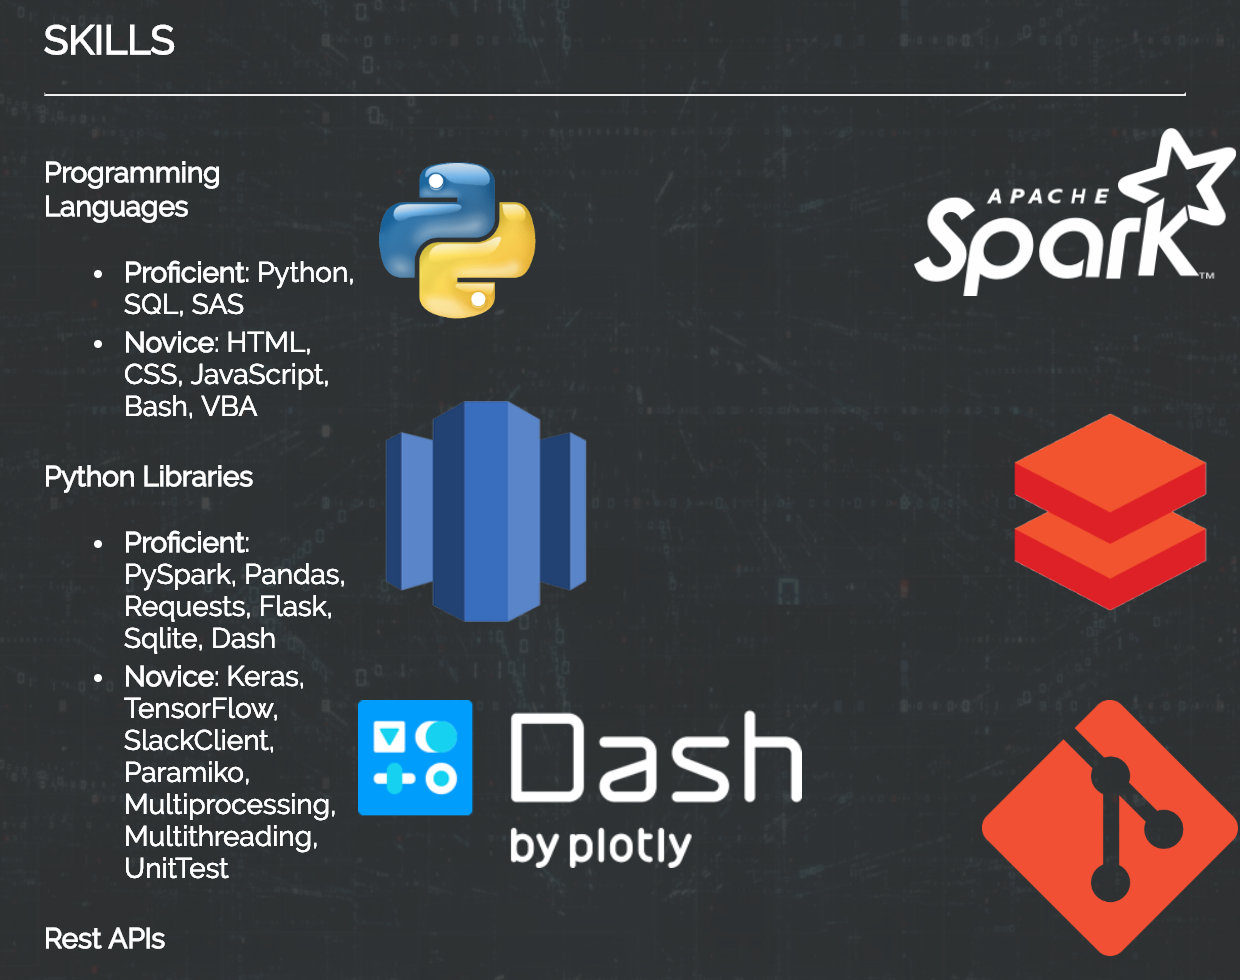 SKILLS
Programming
Languages
• Proficient: Python,
SQL, SAS
• Novice: HTML,
CSS, JavaScript,
Bash, VBA
Python Libraries
• Proficient:
PySpark, Pandas,
Requests, Flask,
Sqlite, Dash
• Novice: Keras,
TensorFlow,
SlackClient,
Paramiko,
Multiprocessing,
Multithreading,
UnitTest
Rest APIs
APACHE
Spark™
Dash
by plotly